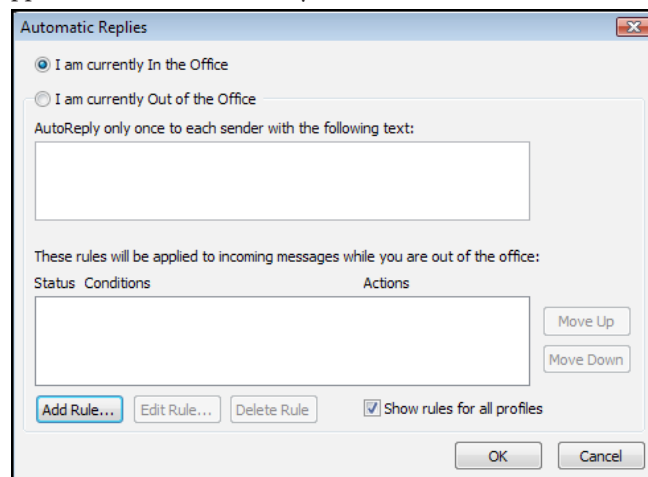 Automatic Replies
I am currently In the Office
I am currently Out of the Office
AutoReply only once to each sender with the following text:
These rules will be applied to incoming messages while you are out of the office:
Status Conditions Actions
Move Up
Move Down
Add Rule... Edit Rule... Delete Rule Show rules for all profiles
OK Cancel